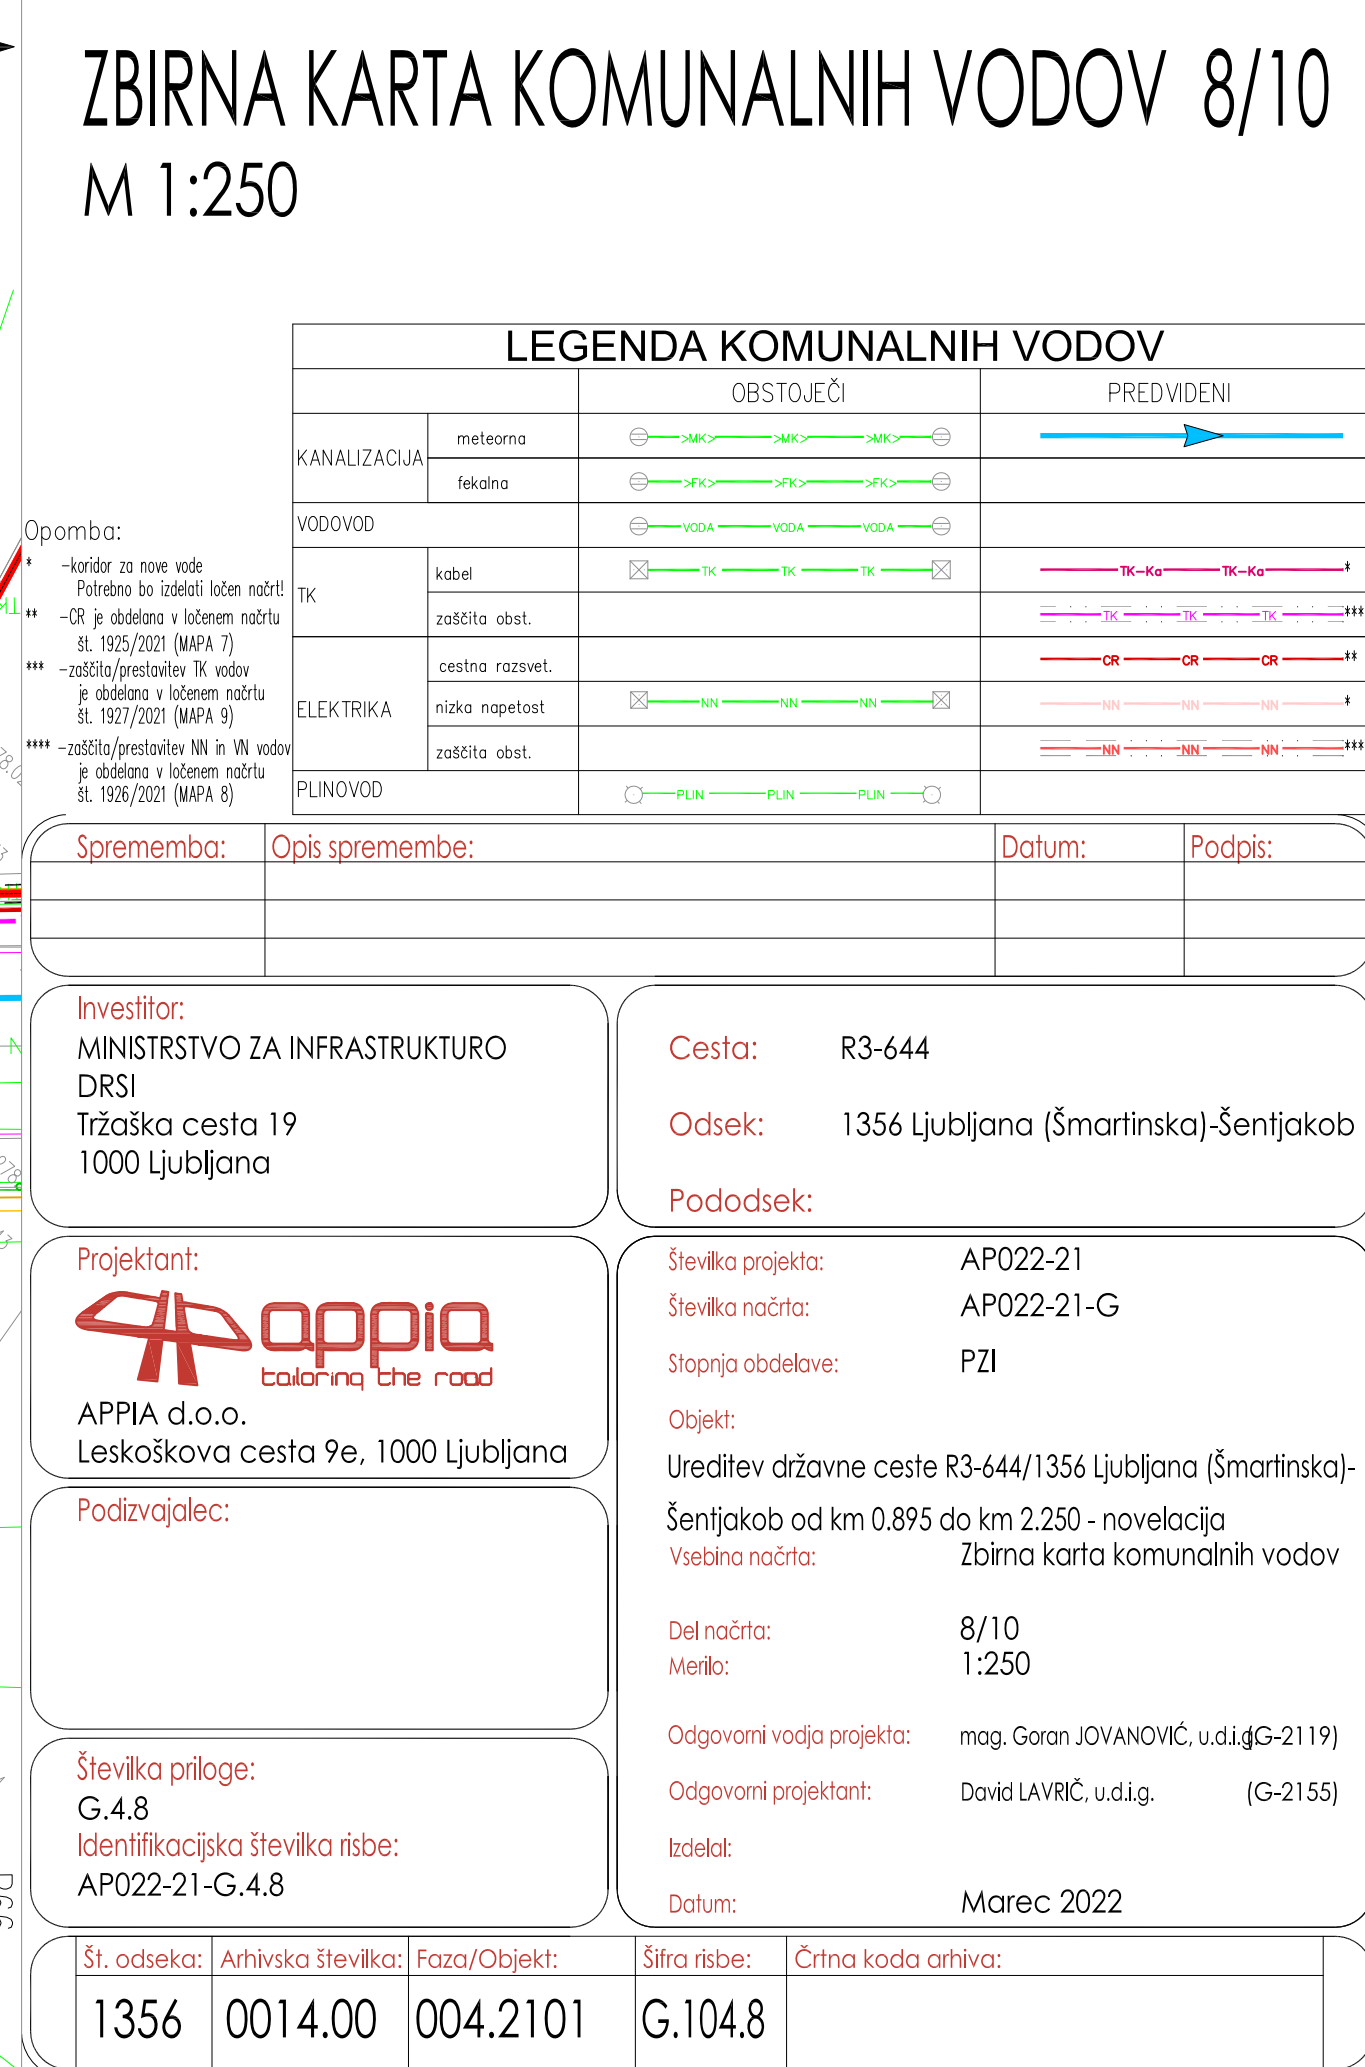 ZBIRNA KARTA KOMUNALNIH VODOV 8/10
M 1:250
LEGENDA KOMUNALNIH VODOV
OBSTOJEČI PREDVIDENI
KANALIZACIJA
meteorna >MK> >MK> >MK>
fekalna >FK> >FK> >FK>
VODOVOD VODA VODA VODA
TK
kabel TK TK TK TK-Ka TK-Ka *
zaščita obst. TK TK TK ***
ELEKTRIKA
cestna razsvet. CR CR CR **
nizka napetost NN NN NN NN NN NN *
zaščita obst. NN NN NN ***
PLINOVOD PLIN PLIN PLIN
Opomba:
* -koridor za nove vode
Potrebno bo izdelati ločen načrt!
** -CR je obdelana v ločenem načrtu
št. 1925/2021 (MAPA 7)
*** -zaščita/prestavitev TK vodov
je obdelana v ločenem načrtu
št. 1927/2021 (MAPA 9)
**** -zaščita/prestavitev NN in VN vodov
je obdelana v ločenem načrtu
št. 1926/2021 (MAPA 8)
Sprememba: Opis spremembe: Datum: Podpis:
Investitor:
MINISTRSTVO ZA INFRASTRUKTURO
DRSI
Tržaška cesta 19
1000 Ljubljana
Cesta: R3-644
Odsek: 1356 Ljubljana (Šmartinska)-Šentjakob
Pododsek:
Projektant:
appia
tailoring the road
APPIA d.o.o.
Leskoškova cesta 9e, 1000 Ljubljana
Podizvajalec:
Številka priloge:
G.4.8
Identifikacijska številka risbe:
AP022-21-G.4.8
Številka projekta: AP022-21
Številka načrta: AP022-21-G
Stopnja obdelave: PZI
Objekt:
Ureditev državne ceste R3-644/1356 Ljubljana (Šmartinska)-
Šentjakob od km 0.895 do km 2.250 - novelacija
Vsebina načrta: Zbirna karta komunalnih vodov
Del načrta: 8/10
Merilo: 1:250
Odgovorni vodja projekta: mag. Goran JOVANOVIĆ, u.d.i.g. (G-2119)
Odgovorni projektant: David LAVRIČ, u.d.i.g. (G-2155)
Izdelal:
Datum: Marec 2022
Št. odseka: Arhivska številka: Faza/Objekt: Šifra risbe: Črtna koda arhiva:
1356 0014.00 004.2101 G.104.8